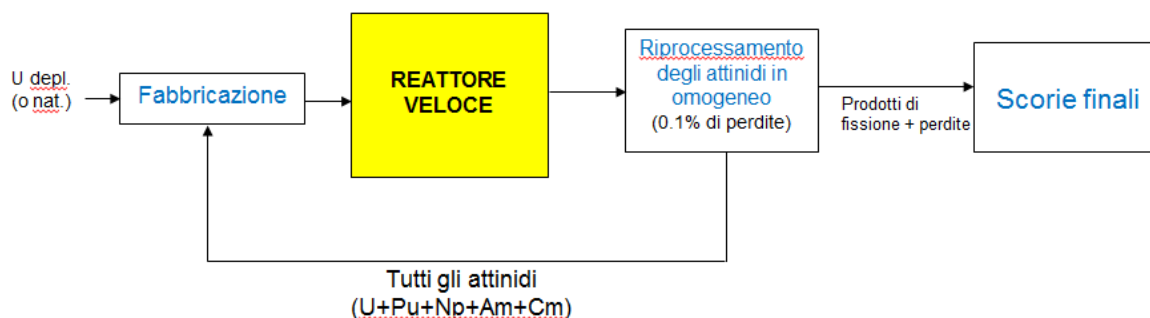 U depl.
(o nat.)
Fabbricazione
REATTORE
VELOCE
Riprocessamento
degli attinidi in
omogeneo
(0.1% di perdite)
Prodotti di
fissione + perdite
Scorie finali
Tutti gli attinidi
(U+Pu+Np+Am+Cm)